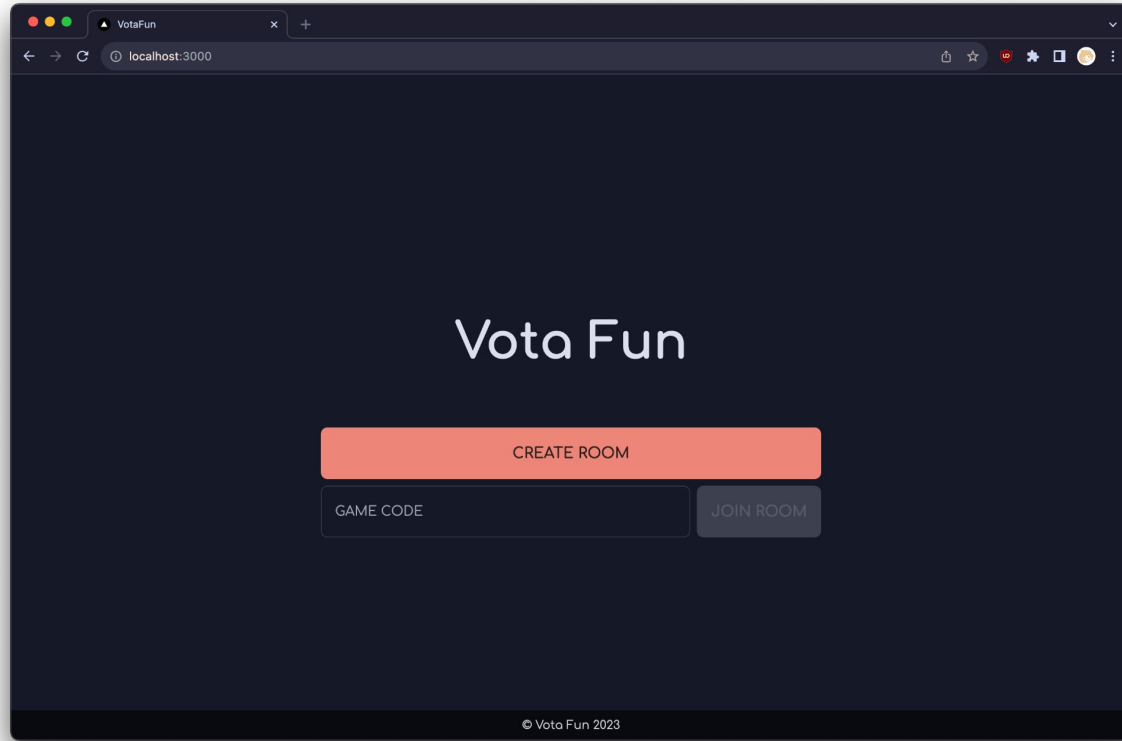 VotaFun
localhost:3000
Vota Fun
CREATE ROOM
GAME CODE
JOIN ROOM
© Vota Fun 2023